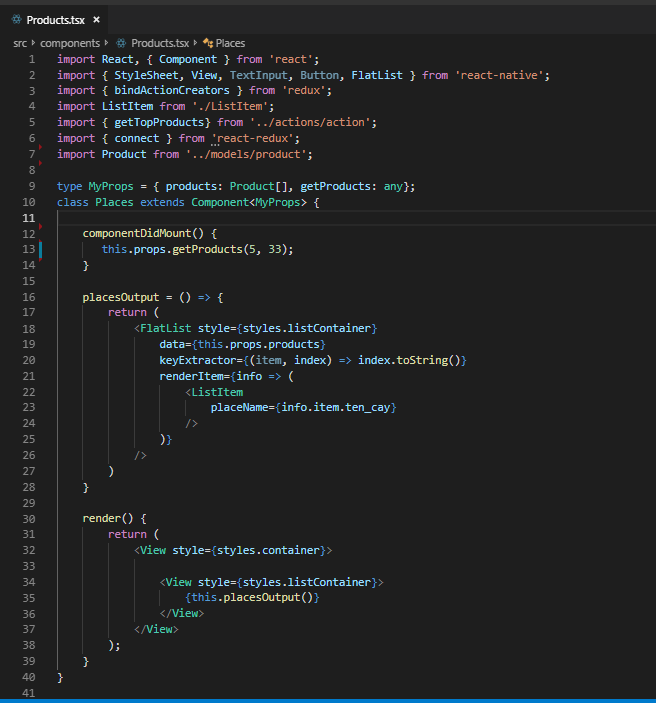 Products.tsx ×
src › components › Products.tsx › Places
1 import React, { Component } from 'react';
2 import { StyleSheet, View, TextInput, Button, FlatList } from 'react-native';
3 import { bindActionCreators } from 'redux';
4 import ListItem from './ListItem';
5 import { getTopProducts} from '../actions/action';
6 import { connect } from 'react-redux';
7 import Product from '../models/product';
8
9 type MyProps = { products: Product[], getProducts: any};
10 class Places extends Component<MyProps> {
11
12     componentDidMount() {
13        this.props.getProducts(5, 33);
14     }
15
16     placesOutput = () => {
17         return (
18             <FlatList style={styles.listContainer}
19                 data={this.props.products}
20                 keyExtractor={(item, index) => index.toString()}
21                 renderItem={info => (
22                     <ListItem
23                         placeName={info.item.ten_cay}
24                     />
25                 )}
26             />
27         )
28     }
29
30     render() {
31         return (
32             <View style={styles.container}>
33
34                 <View style={styles.listContainer}>
35                     {this.placesOutput()}
36                 </View>
37             </View>
38         );
39     }
40 }
41